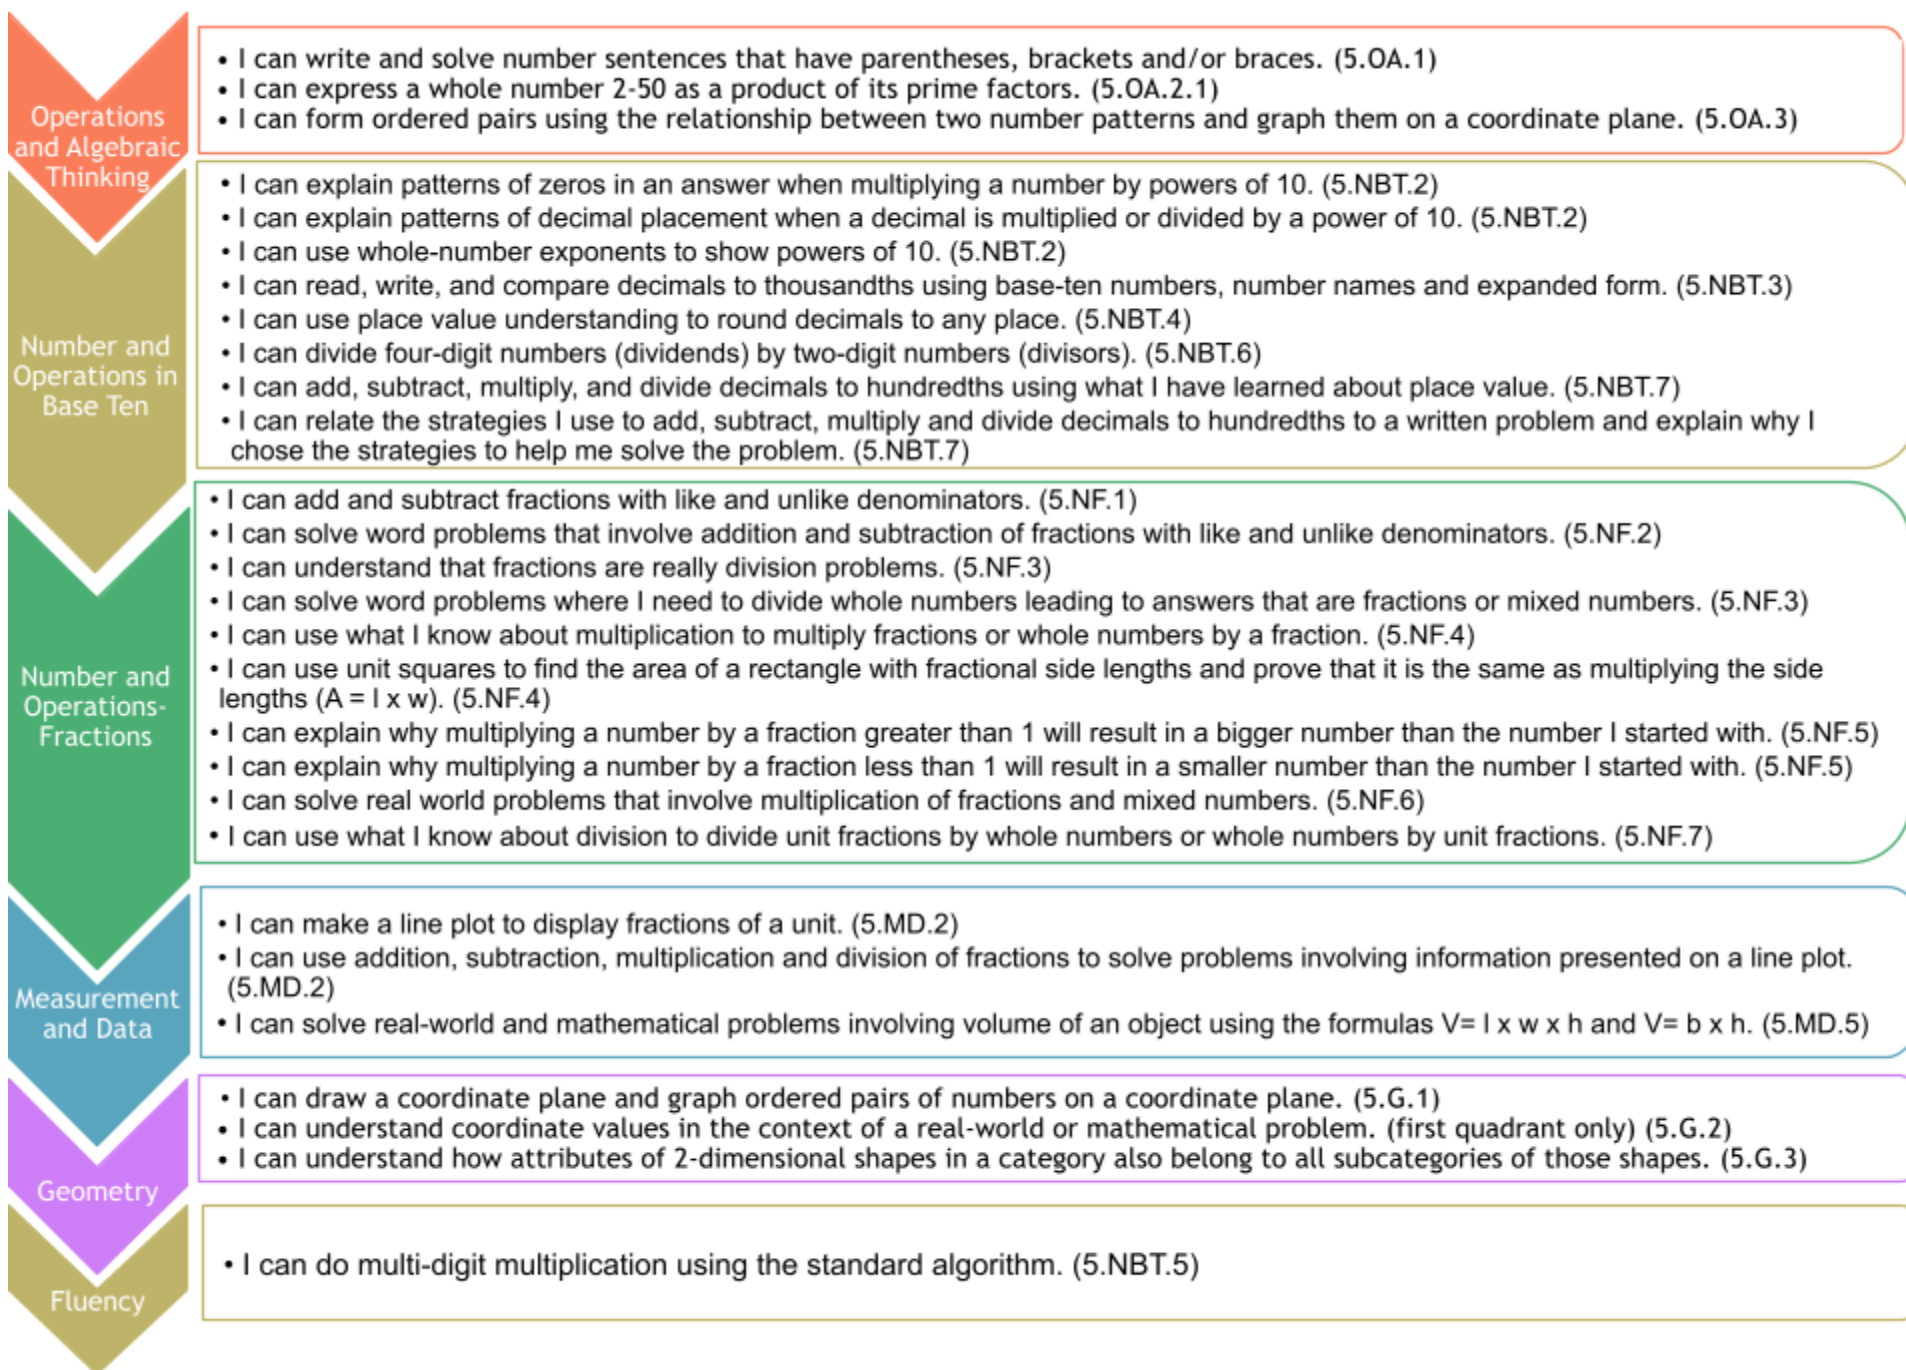 Operations
and Algebraic
Thinking
• I can write and solve number sentences that have parentheses, brackets and/or braces. (5.OA.1)
• I can express a whole number 2-50 as a product of its prime factors. (5.OA.2.1)
• I can form ordered pairs using the relationship between two number patterns and graph them on a coordinate plane. (5.OA.3)
Number and
Operations in
Base Ten
• I can explain patterns of zeros in an answer when multiplying a number by powers of 10. (5.NBT.2)
• I can explain patterns of decimal placement when a decimal is multiplied or divided by a power of 10. (5.NBT.2)
• I can use whole-number exponents to show powers of 10. (5.NBT.2)
• I can read, write, and compare decimals to thousandths using base-ten numbers, number names and expanded form. (5.NBT.3)
• I can use place value understanding to round decimals to any place. (5.NBT.4)
• I can divide four-digit numbers (dividends) by two-digit numbers (divisors). (5.NBT.6)
• I can add, subtract, multiply, and divide decimals to hundredths using what I have learned about place value. (5.NBT.7)
• I can relate the strategies I use to add, subtract, multiply and divide decimals to hundredths to a written problem and explain why I
chose the strategies to help me solve the problem. (5.NBT.7)
Number and
Operations-
Fractions
• I can add and subtract fractions with like and unlike denominators. (5.NF.1)
• I can solve word problems that involve addition and subtraction of fractions with like and unlike denominators. (5.NF.2)
• I can understand that fractions are really division problems. (5.NF.3)
• I can solve word problems where I need to divide whole numbers leading to answers that are fractions or mixed numbers. (5.NF.3)
• I can use what I know about multiplication to multiply fractions or whole numbers by a fraction. (5.NF.4)
• I can use unit squares to find the area of a rectangle with fractional side lengths and prove that it is the same as multiplying the side
lengths (A = l x w). (5.NF.4)
• I can explain why multiplying a number by a fraction greater than 1 will result in a bigger number than the number I started with. (5.NF.5)
• I can explain why multiplying a number by a fraction less than 1 will result in a smaller number than the number I started with. (5.NF.5)
• I can solve real world problems that involve multiplication of fractions and mixed numbers. (5.NF.6)
• I can use what I know about division to divide unit fractions by whole numbers or whole numbers by unit fractions. (5.NF.7)
Measurement
and Data
• I can make a line plot to display fractions of a unit. (5.MD.2)
• I can use addition, subtraction, multiplication and division of fractions to solve problems involving information presented on a line plot.
(5.MD.2)
• I can solve real-world and mathematical problems involving volume of an object using the formulas V= l x w x h and V= b x h. (5.MD.5)
Geometry
• I can draw a coordinate plane and graph ordered pairs of numbers on a coordinate plane. (5.G.1)
• I can understand coordinate values in the context of a real-world or mathematical problem. (first quadrant only) (5.G.2)
• I can understand how attributes of 2-dimensional shapes in a category also belong to all subcategories of those shapes. (5.G.3)
Fluency
• I can do multi-digit multiplication using the standard algorithm. (5.NBT.5)